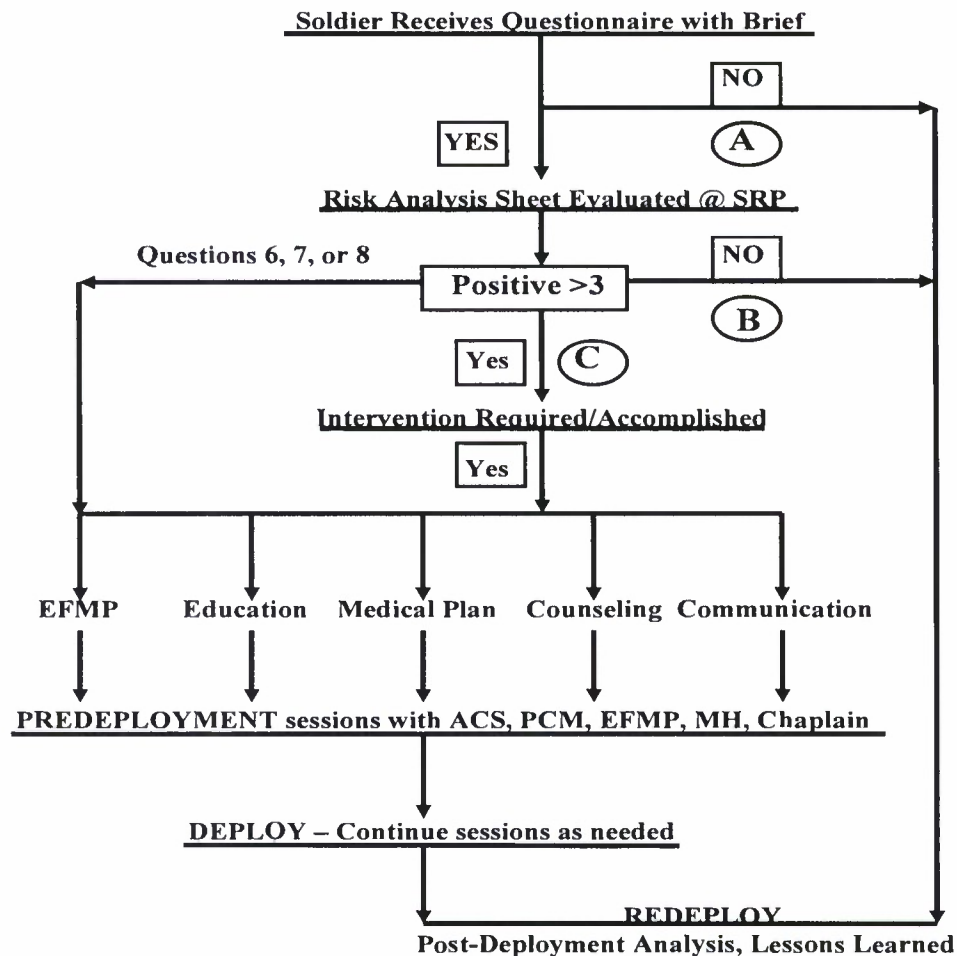 Soldier Receives Questionnaire with Brief
NO
A
YES
Risk Analysis Sheet Evaluated @ SRP
Questions 6, 7, or 8
NO
Positive >3
B
Yes
C
Intervention Required/Accomplished
Yes
EFMP Education Medical Plan Counseling Communication
PREDEPLOYMENT sessions with ACS, PCM, EFMP, MH, Chaplain
DEPLOY – Continue sessions as needed
REDEPLOY
Post-Deployment Analysis, Lessons Learned